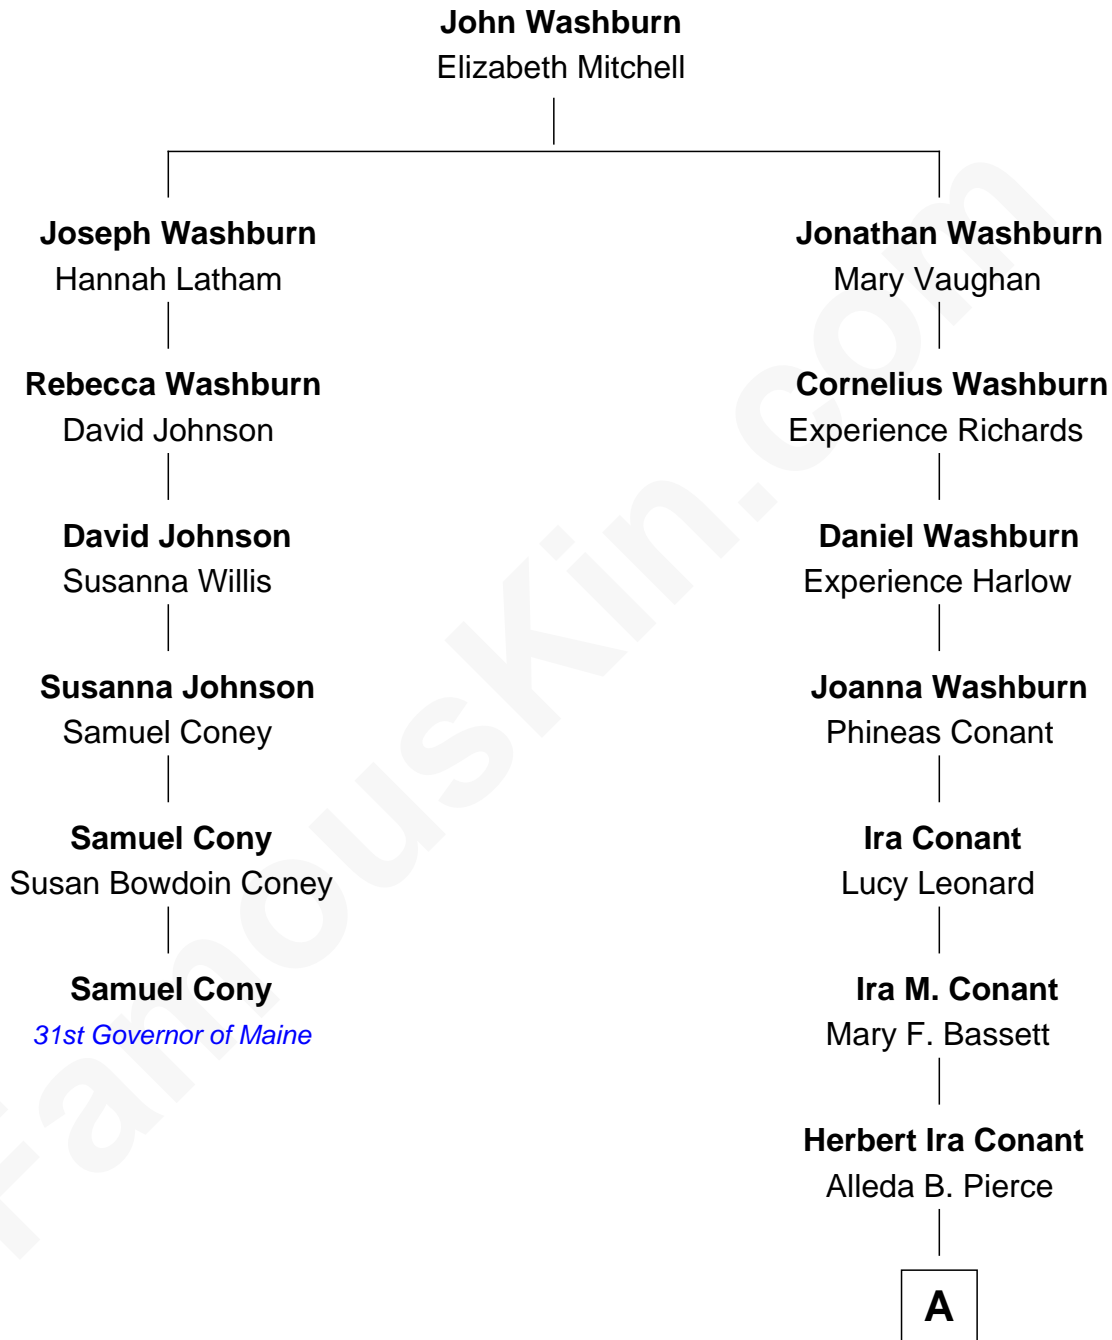 John Washburn
Elizabeth Mitchell
Joseph Washburn
Hannah Latham
Rebecca Washburn
David Johnson
David Johnson
Susanna Willis
Susanna Johnson
Samuel Coney
Samuel Cony
Susan Bowdoin Coney
Samuel Cony
31st Governor of Maine
Jonathan Washburn
Mary Vaughan
Cornelius Washburn
Experience Richards
Daniel Washburn
Experience Harlow
Joanna Washburn
Phineas Conant
Ira Conant
Lucy Leonard
Ira M. Conant
Mary F. Bassett
Herbert Ira Conant
Alleda B. Pierce
A
FamousKin.com